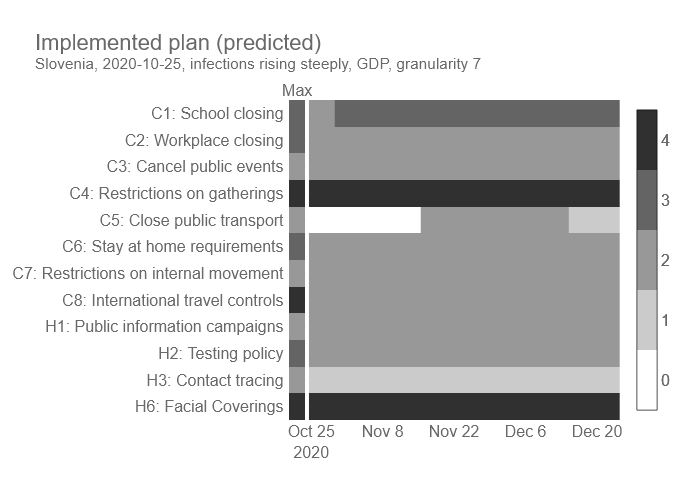 Implemented plan (predicted)
Slovenia, 2020-10-25, infections rising steeply, GDP, granularity 7
Max
C1: School closing
C2: Workplace closing
C3: Cancel public events
C4: Restrictions on gatherings
C5: Close public transport
C6: Stay at home requirements
C7: Restrictions on internal movement
C8: International travel controls
H1: Public information campaigns
H2: Testing policy
H3: Contact tracing
H6: Facial Coverings
4
3
2
1
0
Oct 25 Nov 8 Nov 22 Dec 6 Dec 20
2020